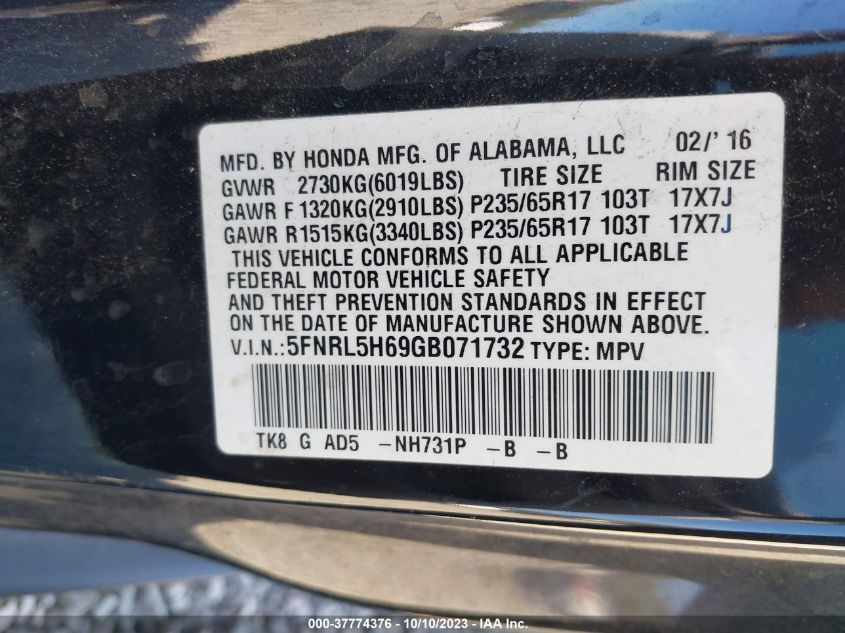 MFD. BY HONDA MFG. OF ALABAMA, LLC 02/' 16
GVWR 2730KG(6019LBS) TIRE SIZE RIM SIZE
GAWR F 1320KG(2910LBS) P235/65R17 103T 17X7J
GAWR R1515KG(3340LBS) P235/65R17 103T 17X7J
THIS VEHICLE CONFORMS TO ALL APPLICABLE
FEDERAL MOTOR VEHICLE SAFETY
AND THEFT PREVENTION STANDARDS IN EFFECT
ON THE DATE OF MANUFACTURE SHOWN ABOVE.
V.I.N.:5FNRL5H69GB071732 TYPE: MPV
TK8 G AD5 -NH731P -B -B
000-37774376 - 10/10/2023 - IAA Inc.